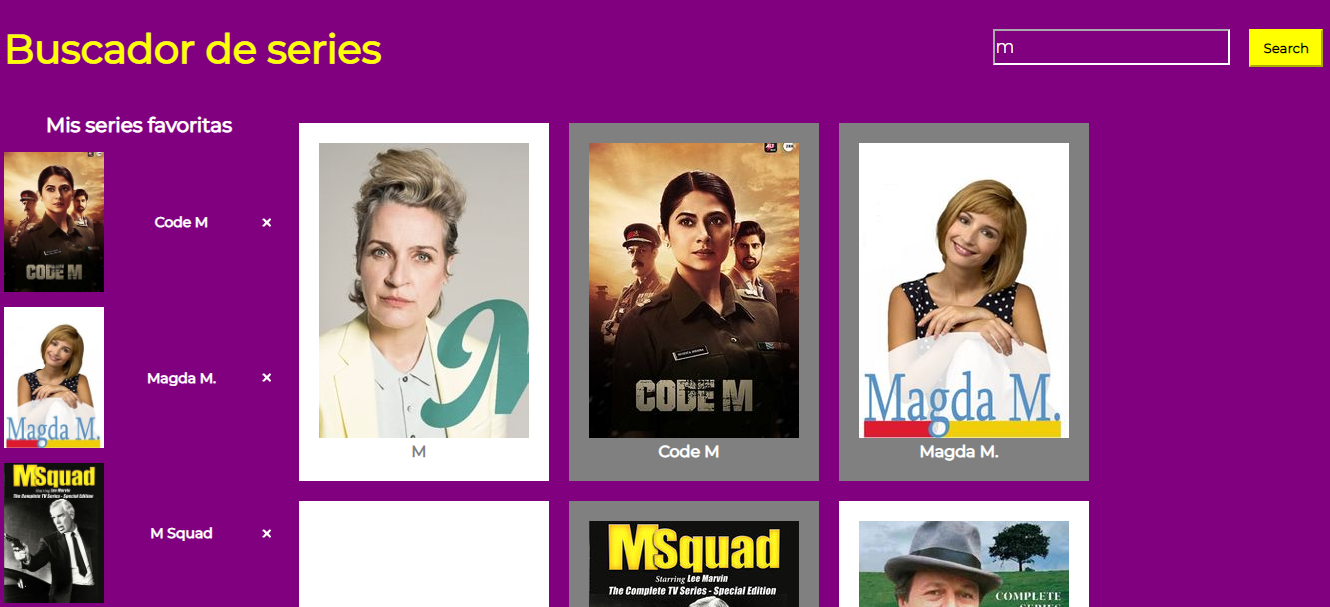 Buscador de series
m
Search
Mis series favoritas
CODE M
Code M ×
Magda M.
Magda M. ×
MSquad
Starring Lee Marvin
The Complete TV Series - Special Edition
M Squad ×
M
M
CODE M
Code M
Magda M.
Magda M.
MSquad
Starring Lee Marvin
The Complete TV Series - Special Edition
COMPLETE
SERIES